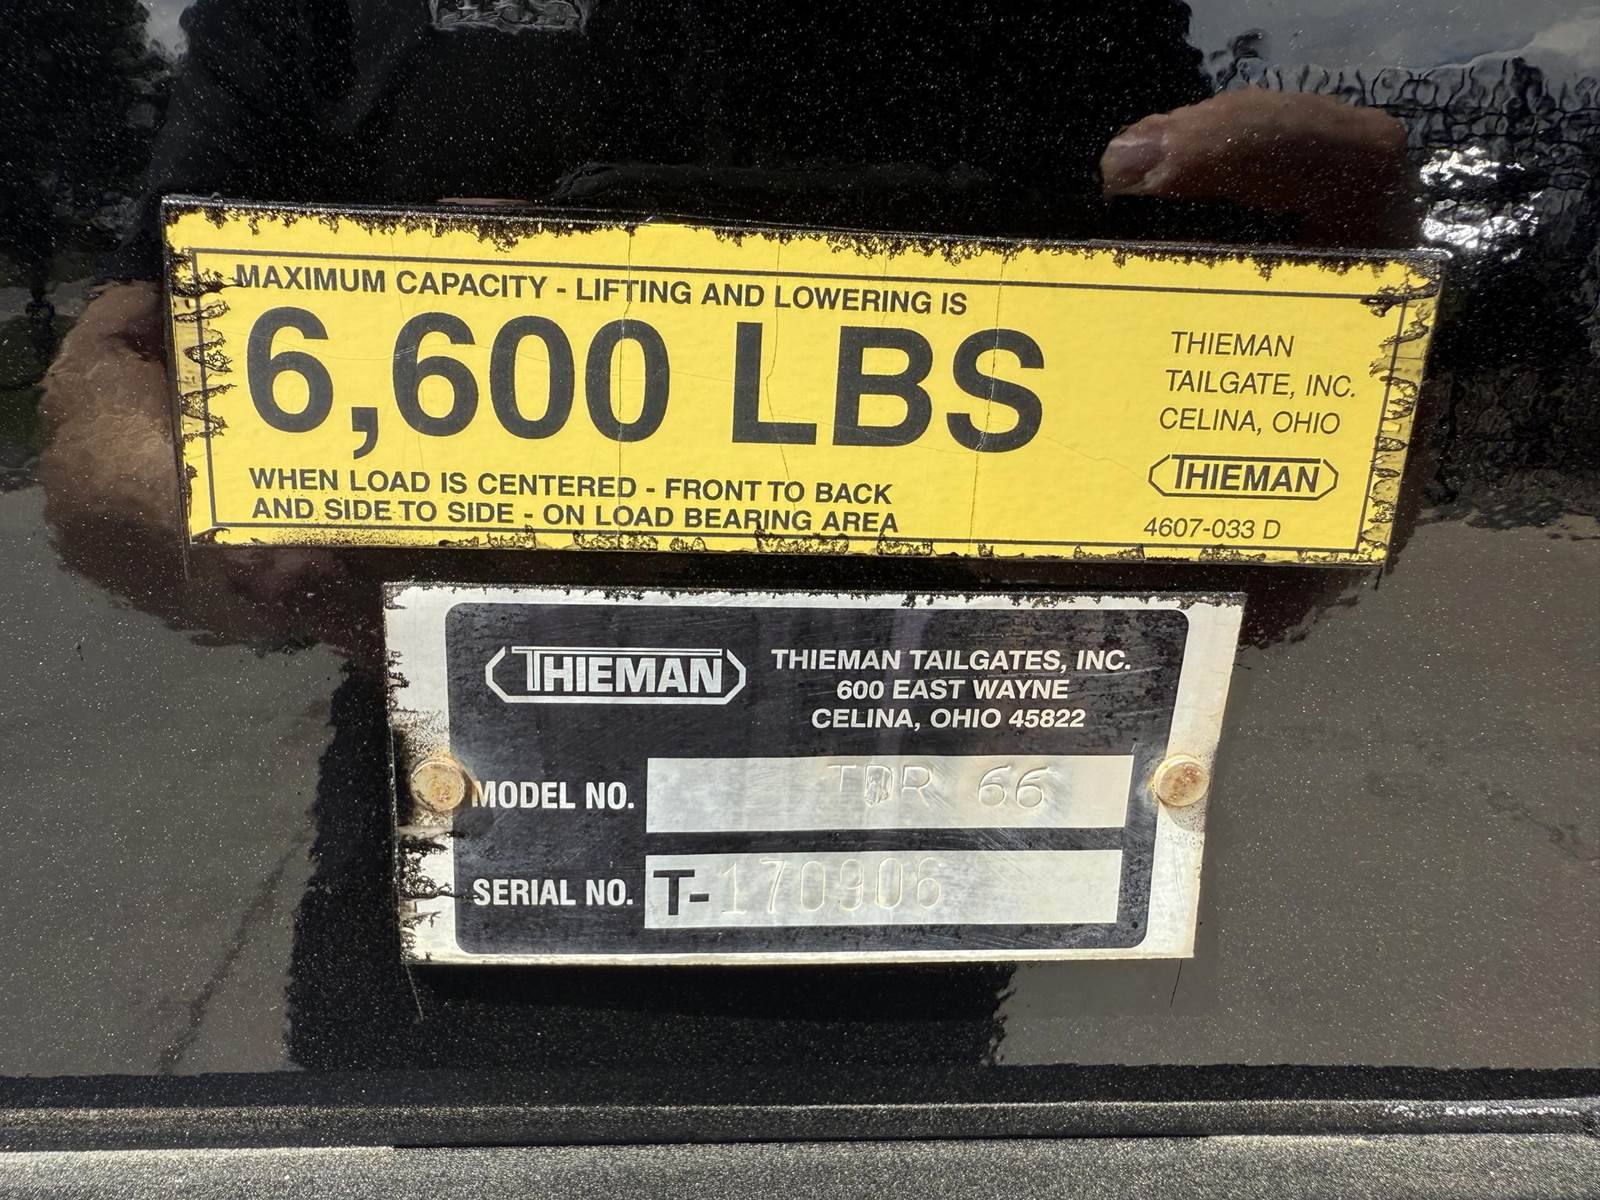 MAXIMUM CAPACITY - LIFTING AND LOWERING IS
6,600 LBS
WHEN LOAD IS CENTERED - FRONT TO BACK
AND SIDE TO SIDE - ON LOAD BEARING AREA
THIEMAN
TAILGATE, INC.
CELINA, OHIO
THIEMAN
4607-033 D
THIEMAN
THIEMAN TAILGATES, INC.
600 EAST WAYNE
CELINA, OHIO 45822
MODEL NO. TDR 66
SERIAL NO. T-170906